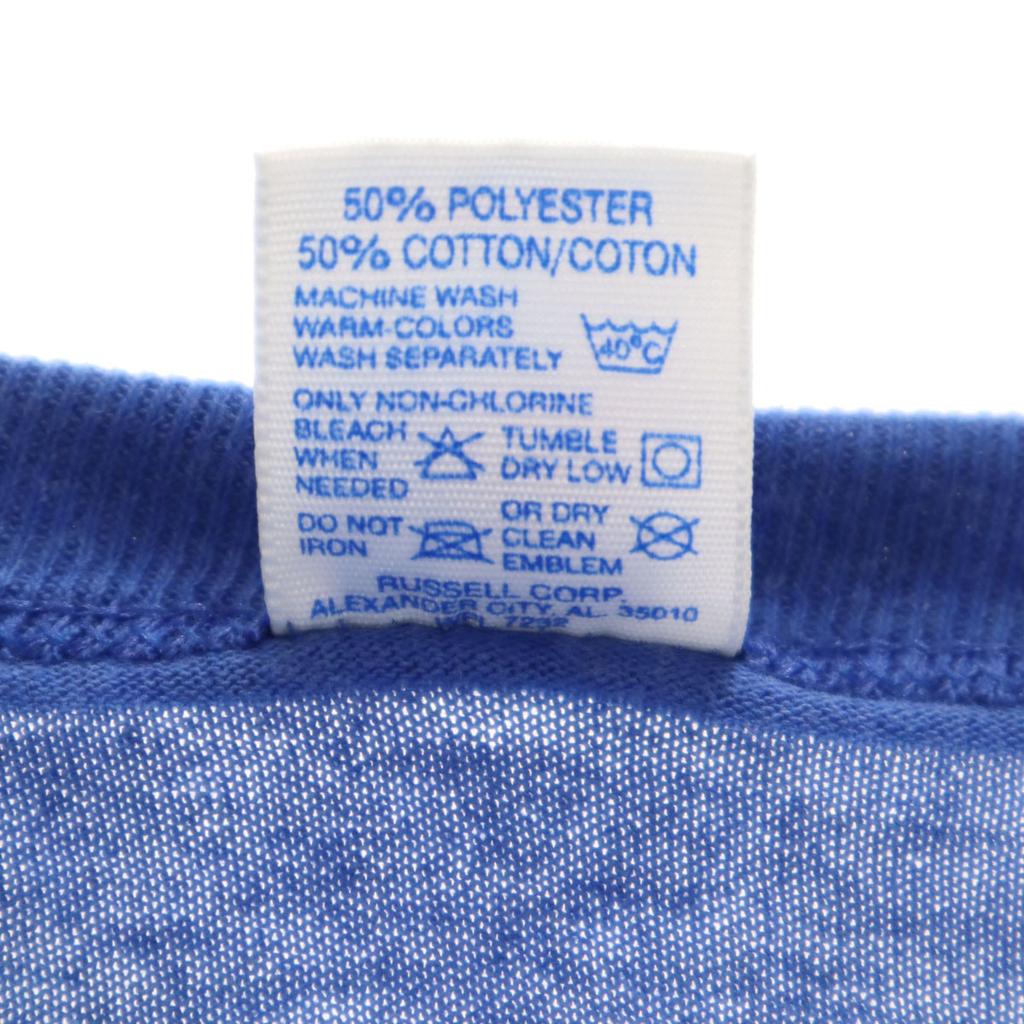 50% POLYESTER
50% COTTON/COTON
MACHINE WASH
WARM-COLORS
WASH SEPARATELY
40°C
ONLY NON-CHLORINE
BLEACH
WHEN
NEEDED
TUMBLE
DRY LOW
DO NOT
IRON
OR DRY
CLEAN
EMBLEM
RUSSELL CORP.
ALEXANDER CITY, AL. 35010